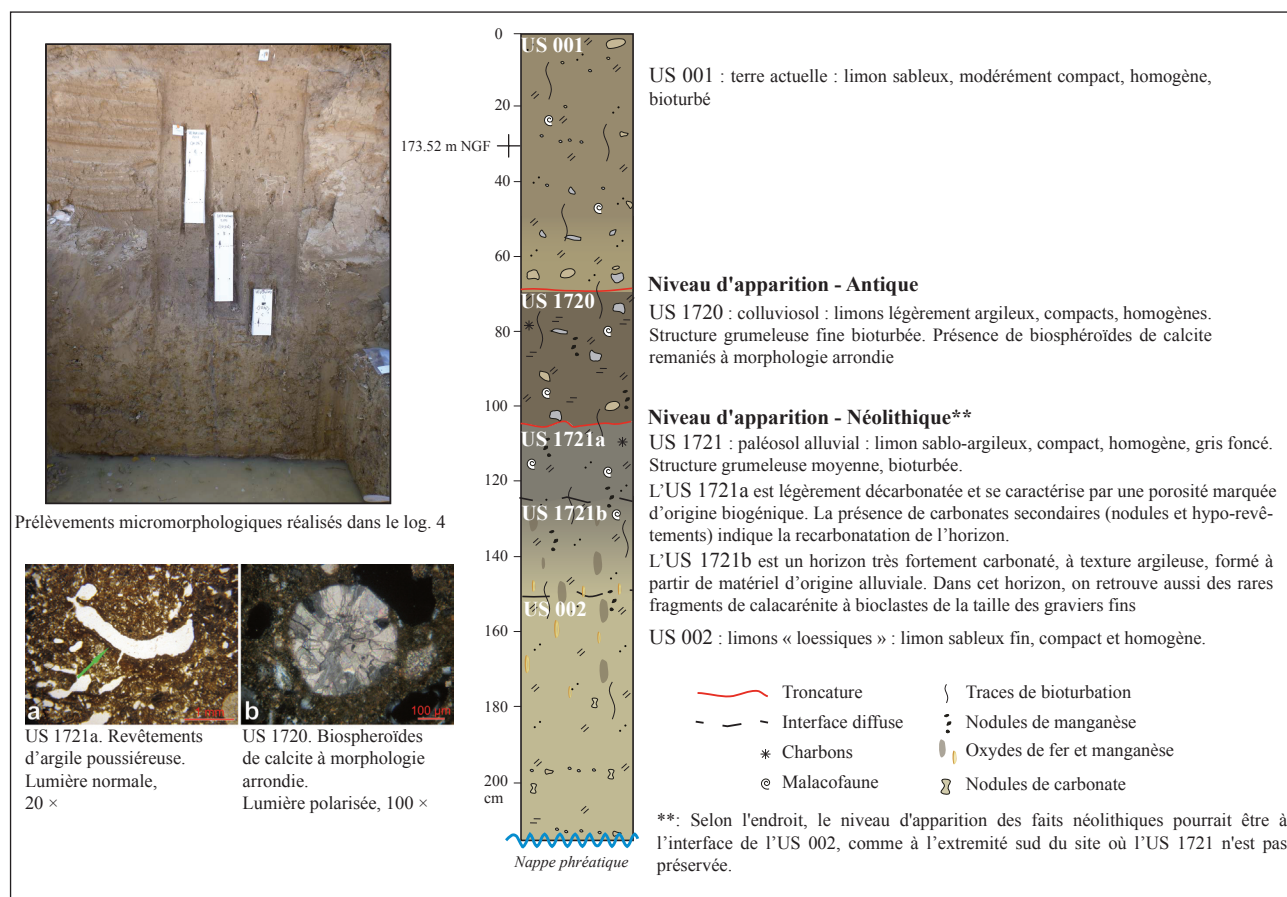 0
US 001
20
173.52 m NGF
40
60
US 1720
80
100
US 1721a
120
US 1721b
140
US 002
160
180
200
cm
Nappe phréatique
US 001 : terre actuelle : limon sableux, modérément compact, homogène,
bioturbé
Niveau d'apparition - Antique
US 1720 : colluviosol : limons légèrement argileux, compacts, homogènes.
Structure grumeleuse fine bioturbée. Présence de biosphéroïdes de calcite
remaniés à morphologie arrondie
Niveau d'apparition - Néolithique**
US 1721 : paléosol alluvial : limon sablo-argileux, compact, homogène, gris foncé.
Structure grumeleuse moyenne, bioturbée.
L'US 1721a est légèrement décarbonatée et se caractérise par une porosité marquée
d'origine biogénique. La présence de carbonates secondaires (nodules et hypo-revê-
tements) indique la recarbonatation de l'horizon.
L'US 1721b est un horizon très fortement carbonaté, à texture argileuse, formé à
partir de matériel d'origine alluviale. Dans cet horizon, on retrouve aussi des rares
fragments de calacarénite à bioclastes de la taille des graviers fins
US 002 : limons « loessiques » : limon sableux fin, compact et homogène.
Troncature
Interface diffuse
Charbons
Malacofaune
Traces de bioturbation
Nodules de manganèse
Oxydes de fer et manganèse
Nodules de carbonate
**: Selon l'endroit, le niveau d'apparition des faits néolithiques pourrait être à
l'interface de l'US 002, comme à l'extremité sud du site où l'US 1721 n'est pas
préservée.
Prélèvements micromorphologiques réalisés dans le log. 4
a
1 mm
b
100 µm
US 1721a. Revêtements
d'argile poussiéreuse.
Lumière normale,
20 ×
US 1720. Biospheroïdes
de calcite à morphologie
arrondie.
Lumière polarisée, 100 ×